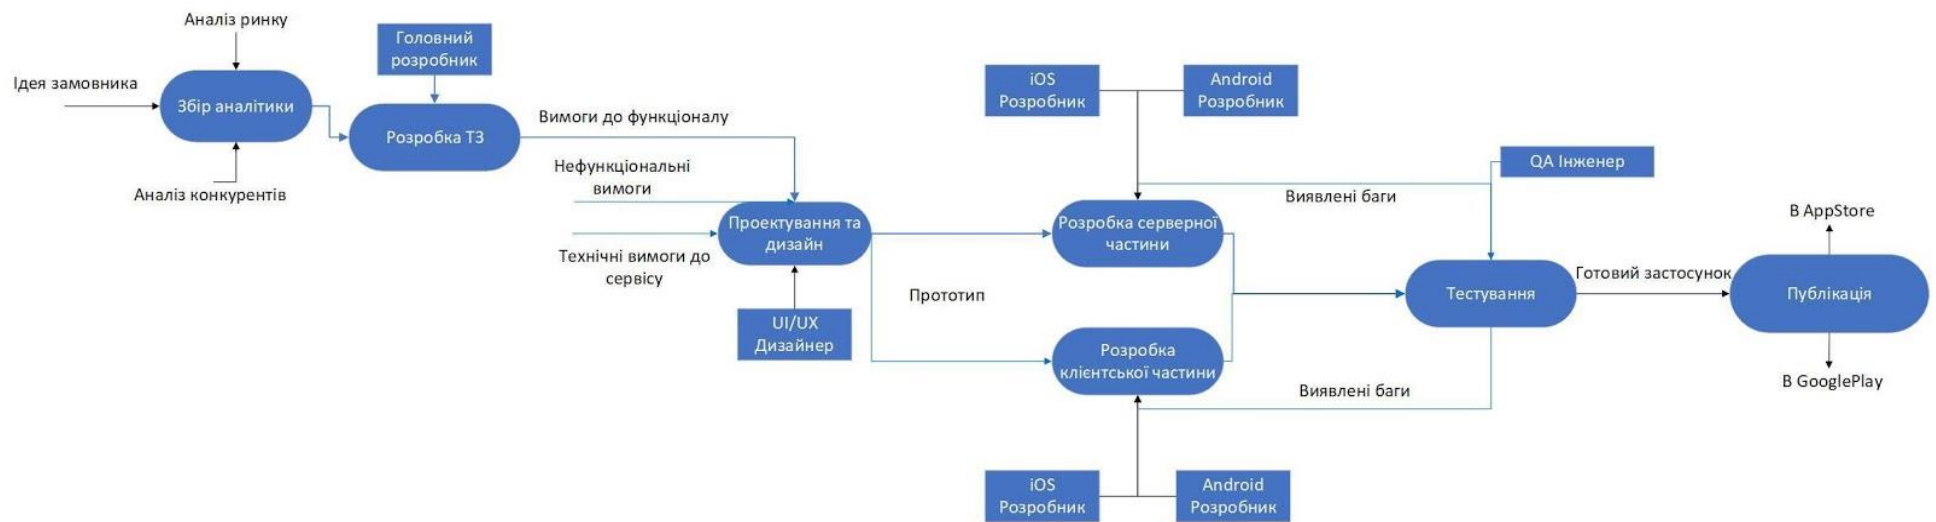 Аналіз ринку
Ідея замовника
Збір аналітики
Аналіз конкурентів
Головний
розробник
Розробка ТЗ
Вимоги до функціоналу
Нефункціональні
вимоги
Технічні вимоги до
сервісу
Проектування та
дизайн
UI/UX
Дизайнер
Прототип
iOS
Розробник
Android
Розробник
Розробка серверної
частини
Розробка
клієнтської частини
iOS
Розробник
Android
Розробник
Виявлені баги
Виявлені баги
QA Інженер
Тестування
Готовий застосунок
В AppStore
Публікація
В GooglePlay